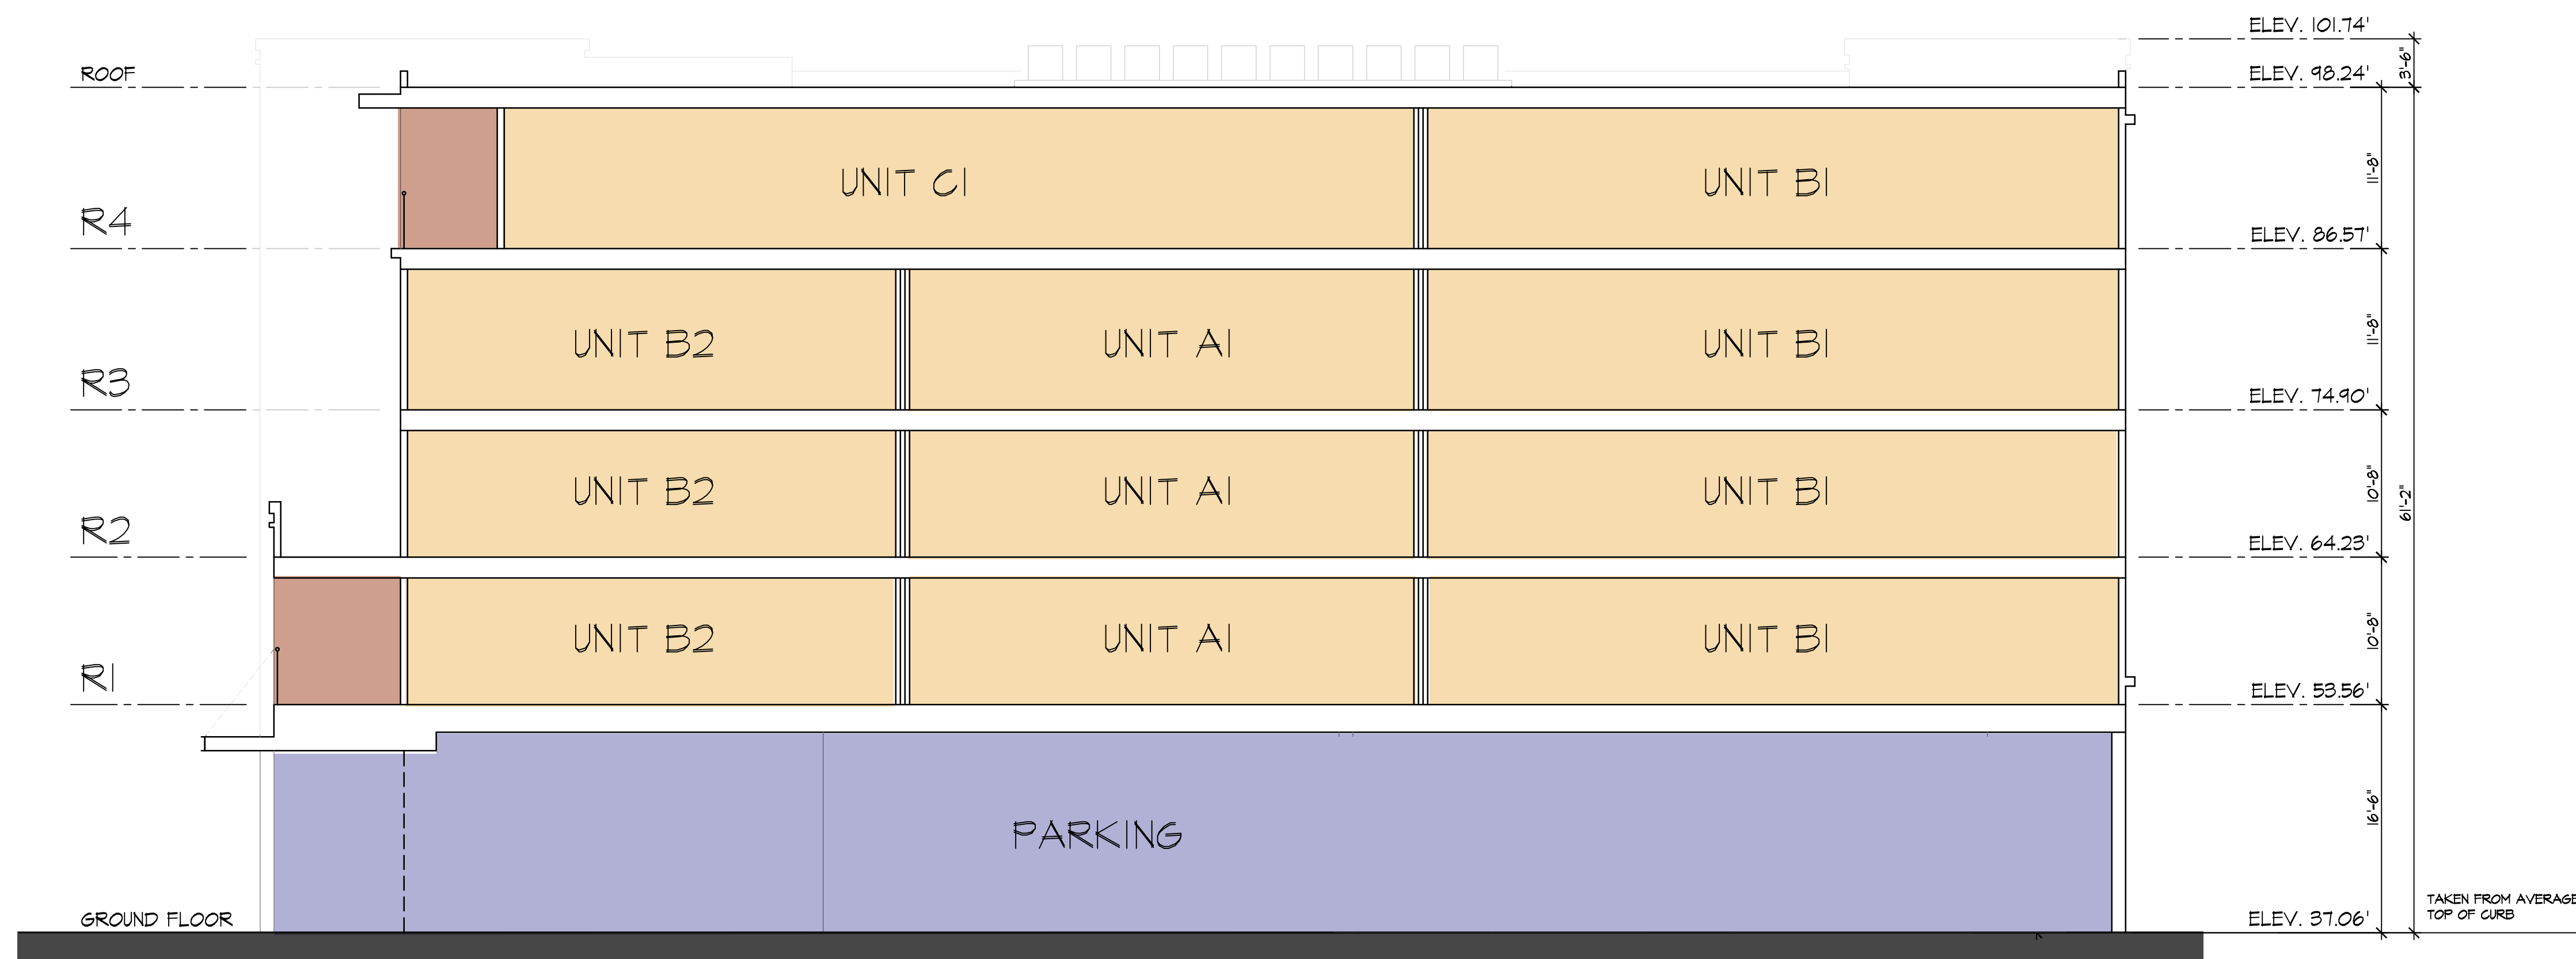 ELEV. 101.74'
3'-6"
ROOF
ELEV. 98.24'
UNIT C1
UNIT B1
11'-8"
R4
ELEV. 86.57'
UNIT B2
UNIT A1
UNIT B1
11'-8"
R3
ELEV. 74.90'
UNIT B2
UNIT A1
UNIT B1
10'-8"
61'-2"
R2
ELEV. 64.23'
UNIT B2
UNIT A1
UNIT B1
10'-8"
R1
ELEV. 53.56'
16'-6"
PARKING
GROUND FLOOR
ELEV. 37.06'
TAKEN FROM AVERAGE
TOP OF CURB